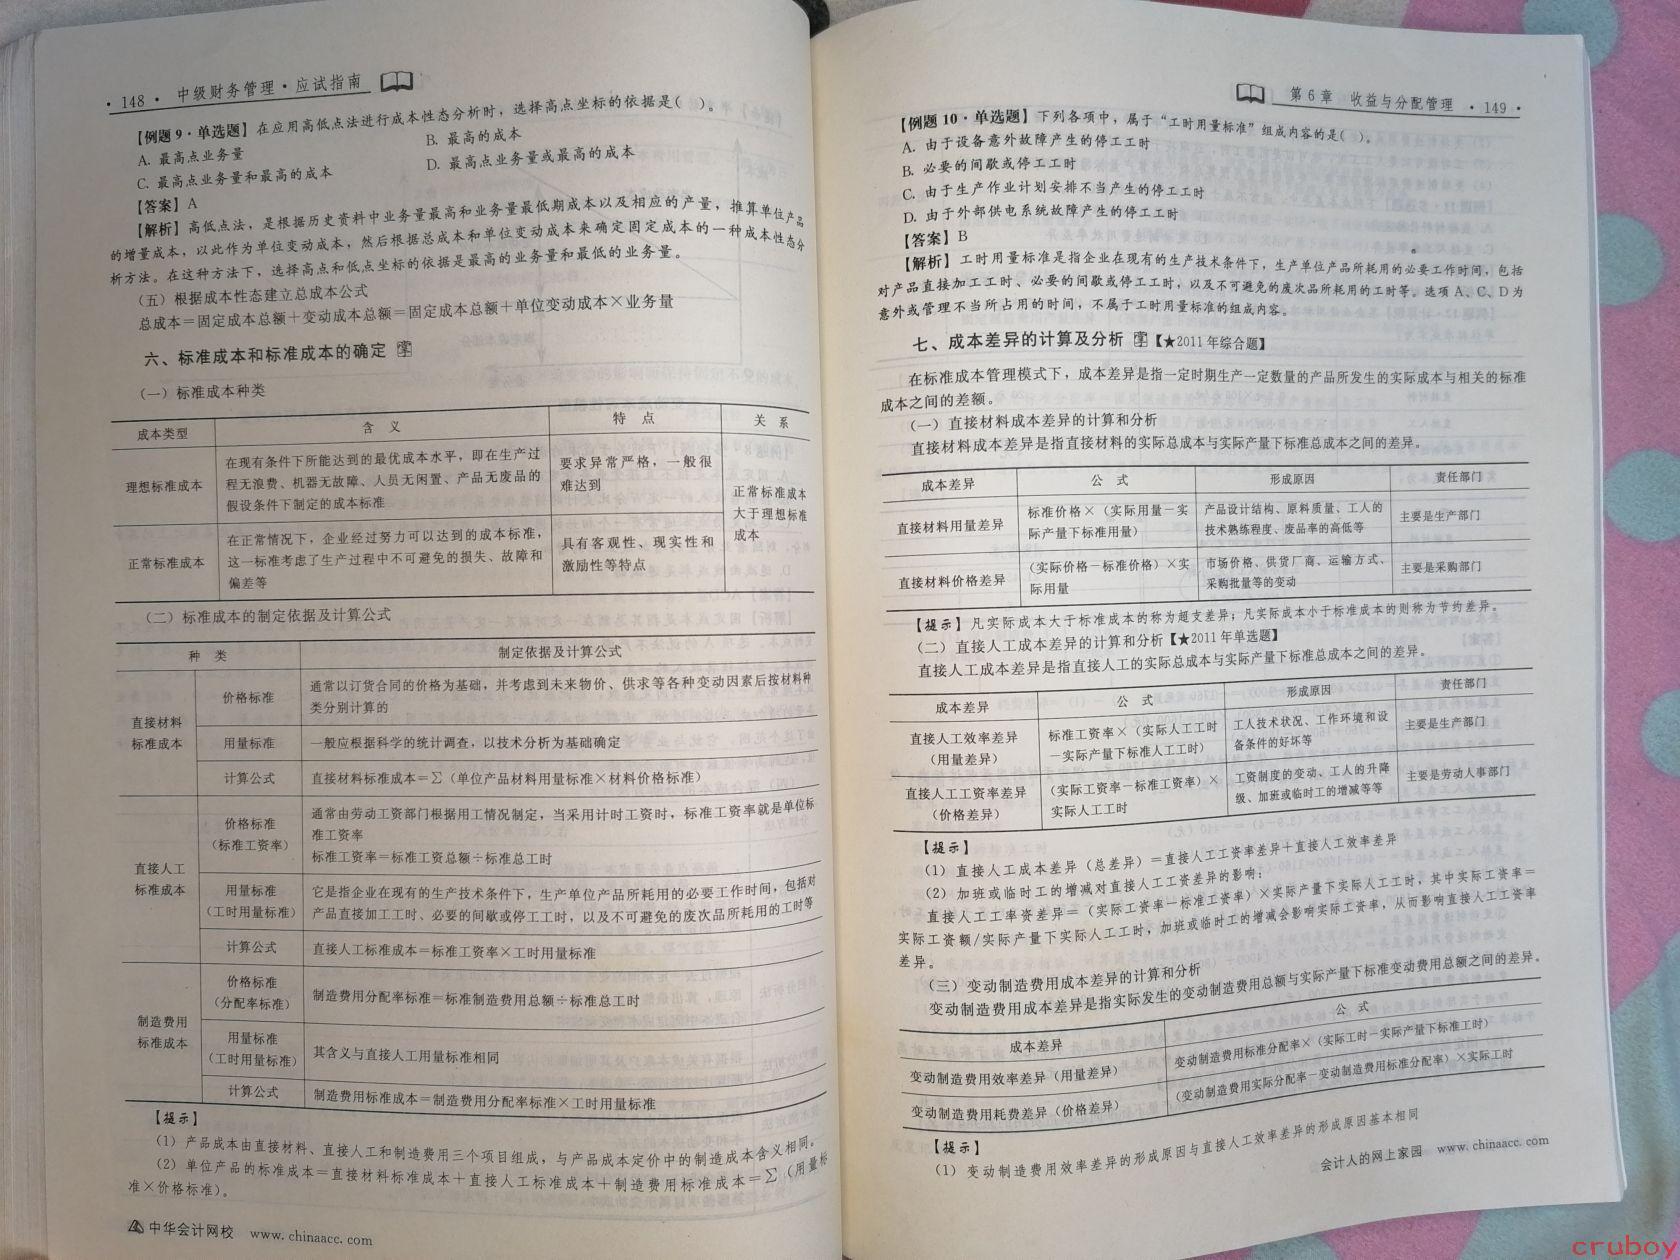 · 148 · 中级财务管理·应试指南
【例题 9·单选题】在应用高低点法进行成本性态分析时，选择高点坐标的依据是(  )。
A. 最高点业务量
B. 最高的成本
C. 最高点业务量和最高的成本
D. 最高点业务量或最高的成本
【答案】A
【解析】高低点法，是根据历史资料中业务量最高和业务量最低期成本以及相应的产量，推算单位产品
的增量成本，以此作为单位变动成本，然后根据总成本和单位变动成本来确定固定成本的一种成本性态分
析方法。在这种方法下，选择高点和低点坐标的依据是最高的业务量和最低的业务量。
（五）根据成本性态建立总成本公式
总成本＝固定成本总额＋变动成本总额＝固定成本总额＋单位变动成本×业务量
六、标准成本和标准成本的确定
（一）标准成本种类
成本类型 含 义 特 点 关 系
理想标准成本
在现有条件下所能达到的最优成本水平，即在生产过
程无浪费、机器无故障、人员无闲置、产品无废品的
假设条件下制定的成本标准
要求异常严格，一般很
难达到
正常标准成本
大于理想标准
成本
正常标准成本
在正常情况下，企业经过努力可以达到的成本标准，
这一标准考虑了生产过程中不可避免的损失、故障和
偏差等
具有客观性、现实性和
激励性等特点
（二）标准成本的制定依据及计算公式
种 类 制定依据及计算公式
直接材料
标准成本
价格标准
通常以订货合同的价格为基础，并考虑到未来物价、供求等各种变动因素后按材料种
类分别计算的
用量标准 一般应根据科学的统计调查，以技术分析为基础确定
计算公式 直接材料标准成本＝∑（单位产品材料用量标准×材料价格标准）
直接人工
标准成本
价格标准
（标准工资率）
通常由劳动工资部门根据用工情况制定，当采用计时工资时，标准工资率就是单位标
准工资率
标准工资率＝标准工资总额÷标准总工时
用量标准
（工时用量标准）
它是指企业在现有的生产技术条件下，生产单位产品所耗用的必要工作时间，包括对
产品直接加工工时、必要的间歇或停工工时，以及不可避免的废次品所耗用的工时等
计算公式 直接人工标准成本＝标准工资率×工时用量标准
制造费用
标准成本
价格标准
（分配率标准）
制造费用分配率标准＝标准制造费用总额÷标准总工时
用量标准
（工时用量标准）
其含义与直接人工用量标准相同
计算公式 制造费用标准成本＝制造费用分配率标准×工时用量标准
【提示】
（1）产品成本由直接材料、直接人工和制造费用三个项目组成，与产品成本定价中的制造成本含义相同。
（2）单位产品的标准成本＝直接材料标准成本＋直接人工标准成本＋制造费用标准成本＝∑（用量标
准×价格标准）。
中华会计网校 www.chinaacc.com
第 6 章 收益与分配管理 · 149 ·
【例题 10·单选题】下列各项中，属于“工时用量标准”组成内容的是(  )。
A. 由于设备意外故障产生的停工工时
B. 必要的间歇或停工工时
C. 由于生产作业计划安排不当产生的停工工时
D. 由于外部供电系统故障产生的停工工时
【答案】B
【解析】工时用量标准是指企业在现有的生产技术条件下，生产单位产品所耗用的必要工作时间，包括
对产品直接加工工时、必要的间歇或停工工时，以及不可避免的废次品所耗用的工时等。选项 A、C、D 为
意外或管理不当所占用的时间，不属于工时用量标准的组成内容。
七、成本差异的计算及分析 【★2011 年综合题】
在标准成本管理模式下，成本差异是指一定时期生产一定数量的产品所发生的实际成本与相关的标准
成本之间的差额。
（一）直接材料成本差异的计算和分析
直接材料成本差异是指直接材料的实际总成本与实际产量下标准总成本之间的差异。
成本差异 公 式 形成原因 责任部门
直接材料用量差异
标准价格×（实际用量－实
际产量下标准用量）
产品设计结构、原料质量、工人的
技术熟练程度、废品率的高低等
主要是生产部门
直接材料价格差异
（实际价格－标准价格）×实
际用量
市场价格、供货厂商、运输方式、
采购批量等的变动
主要是采购部门
【提示】凡实际成本大于标准成本的称为超支差异；凡实际成本小于标准成本的则称为节约差异。
（二）直接人工成本差异的计算和分析【★2011 年单选题】
直接人工成本差异是指直接人工的实际总成本与实际产量下标准总成本之间的差异。
成本差异 公 式 形成原因 责任部门
直接人工效率差异
（用量差异）
标准工资率×（实际人工工时
－实际产量下标准人工工时）
工人技术状况、工作环境和设
备条件的好坏等
主要是生产部门
直接人工工资率差异
（价格差异）
（实际工资率－标准工资率）×
实际人工工时
工资制度的变动、工人的升降
级、加班或临时工的增减等等
主要是劳动人事部门
【提示】
（1）直接人工成本差异（总差异）＝直接人工工资率差异＋直接人工效率差异
（2）加班或临时工的增减对直接人工工资差异的影响：
直接人工工率资差异＝（实际工资率－标准工资率）×实际产量下实际人工工时，其中实际工资率＝
实际工资额/实际产量下实际人工工时，加班或临时工的增减会影响实际工资率，从而影响直接人工工资率
差异。
（三）变动制造费用成本差异的计算和分析
变动制造费用成本差异是指实际发生的变动制造费用总额与实际产量下标准变动费用总额之间的差异。
成本差异 公 式
变动制造费用效率差异（用量差异） 变动制造费用标准分配率×（实际工时－实际产量下标准工时）
变动制造费用耗费差异（价格差异） （变动制造费用实际分配率－变动制造费用标准分配率）×实际工时
【提示】
（1）变动制造费用效率差异的形成原因与直接人工效率差异的形成原因基本相同
会计人的网上家园 www.chinaacc.com
cruboy